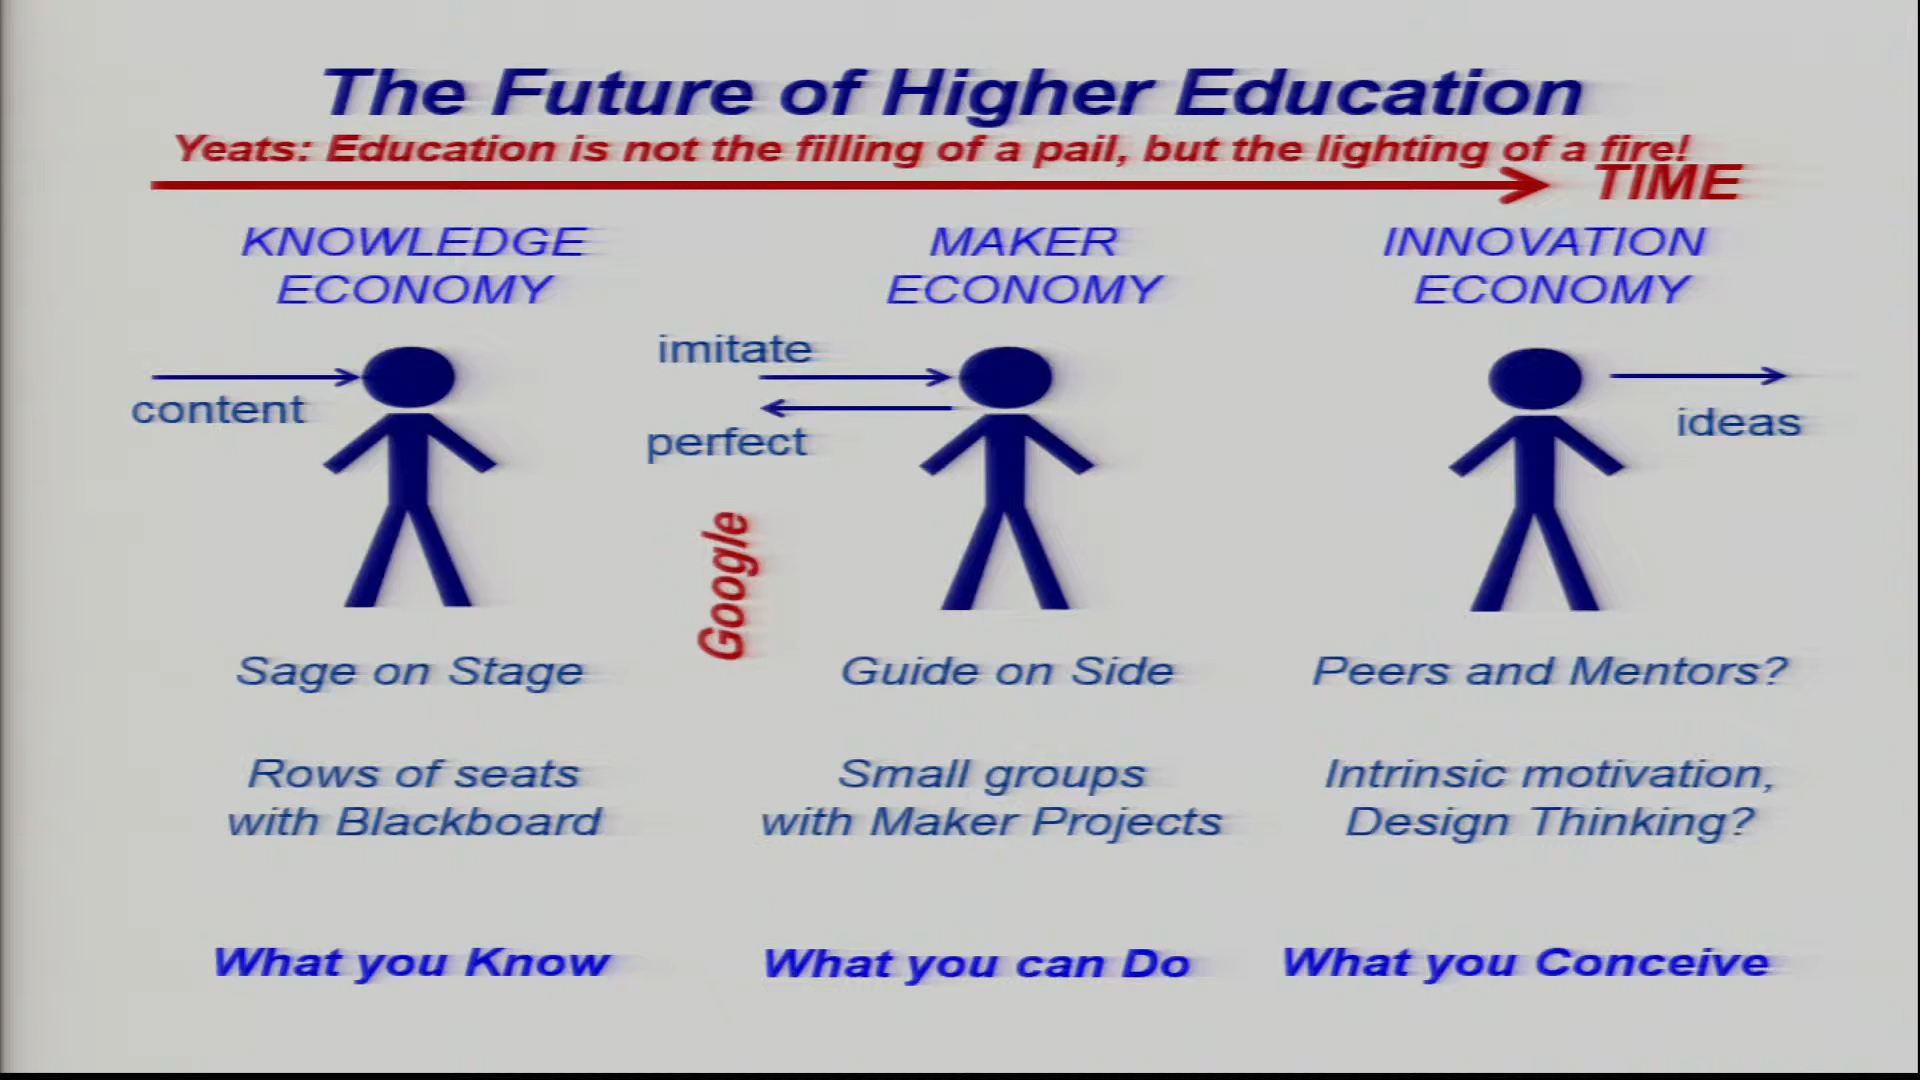 The Future of Higher Education
Yeats: Education is not the filling of a pail, but the lighting of a fire!
TIME
KNOWLEDGE
ECONOMY
MAKER
ECONOMY
INNOVATION
ECONOMY
content
imitate
perfect
ideas
Google
Sage on Stage
Guide on Side
Peers and Mentors?
Rows of seats
with Blackboard
Small groups
with Maker Projects
Intrinsic motivation,
Design Thinking?
What you Know
What you can Do
What you Conceive